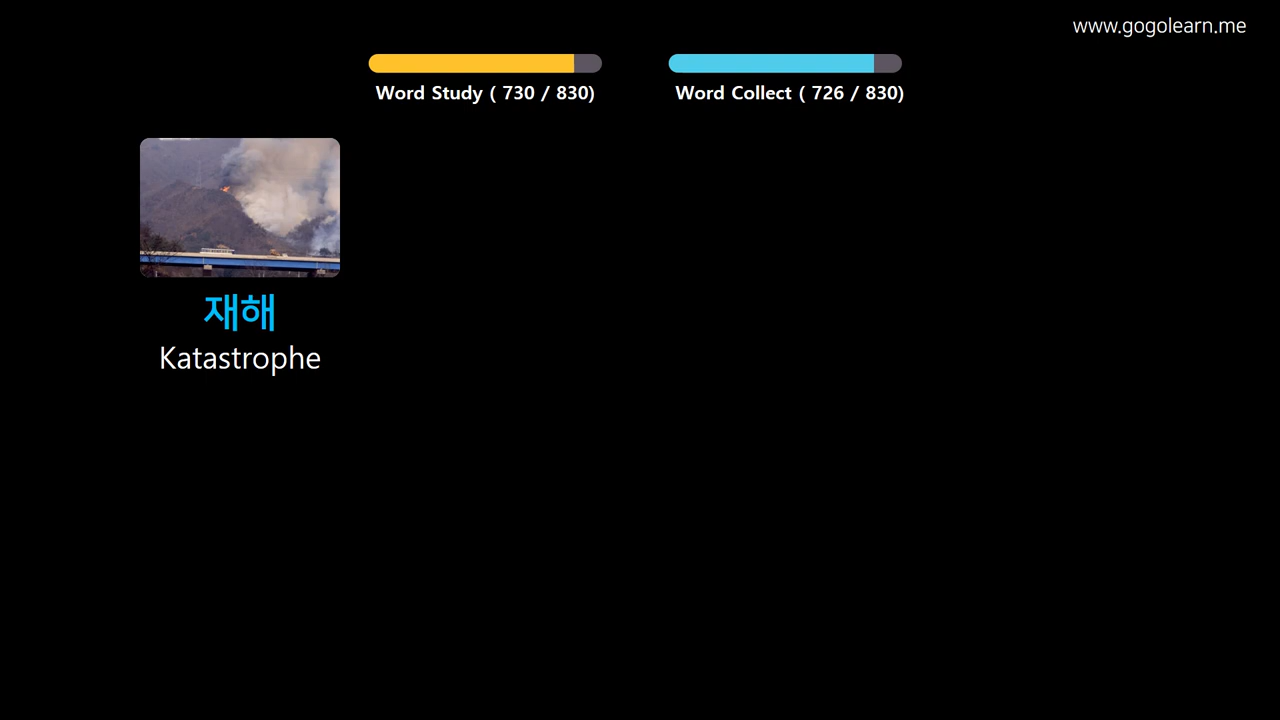 www.gogolearn.me
Word Study ( 730 / 830)
Word Collect ( 726 / 830)
재해
Katastrophe